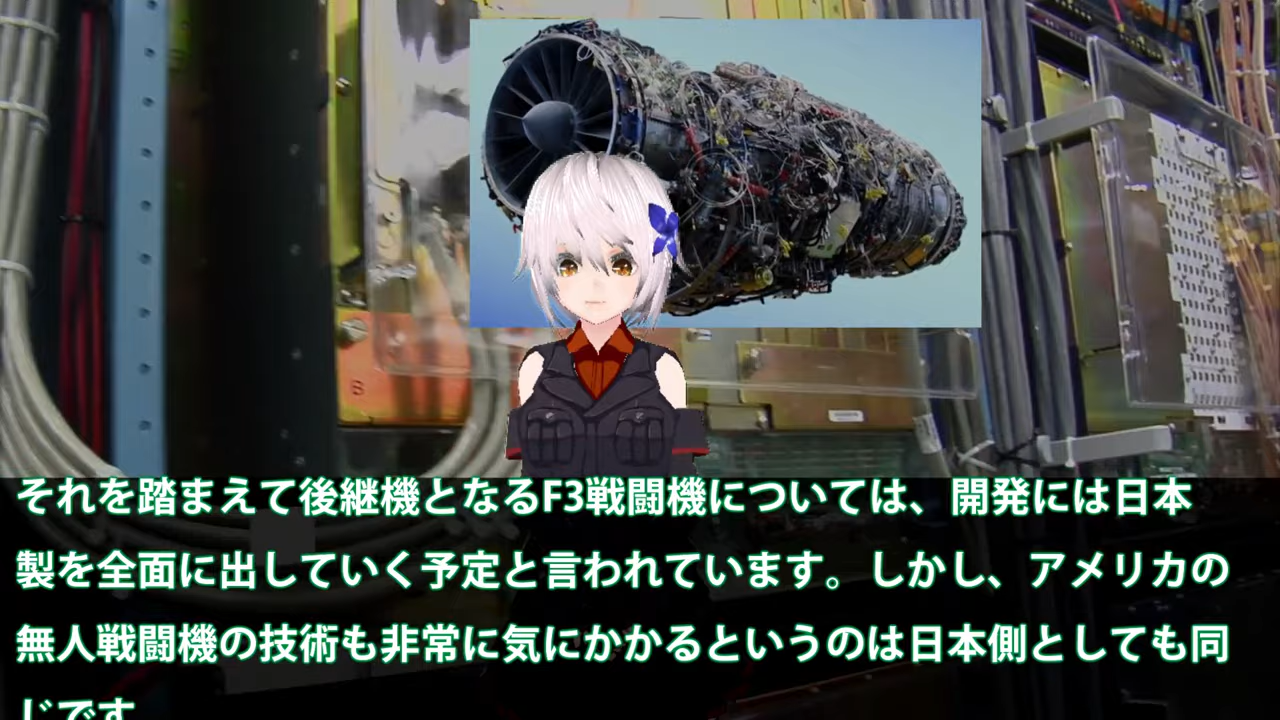 それを踏まえて後継機となるF3戦闘機については、開発には日本
製を全面に出していく予定と言われています。しかし、アメリカの
無人戦闘機の技術も非常に気にかかるというのは日本側としても同
じです